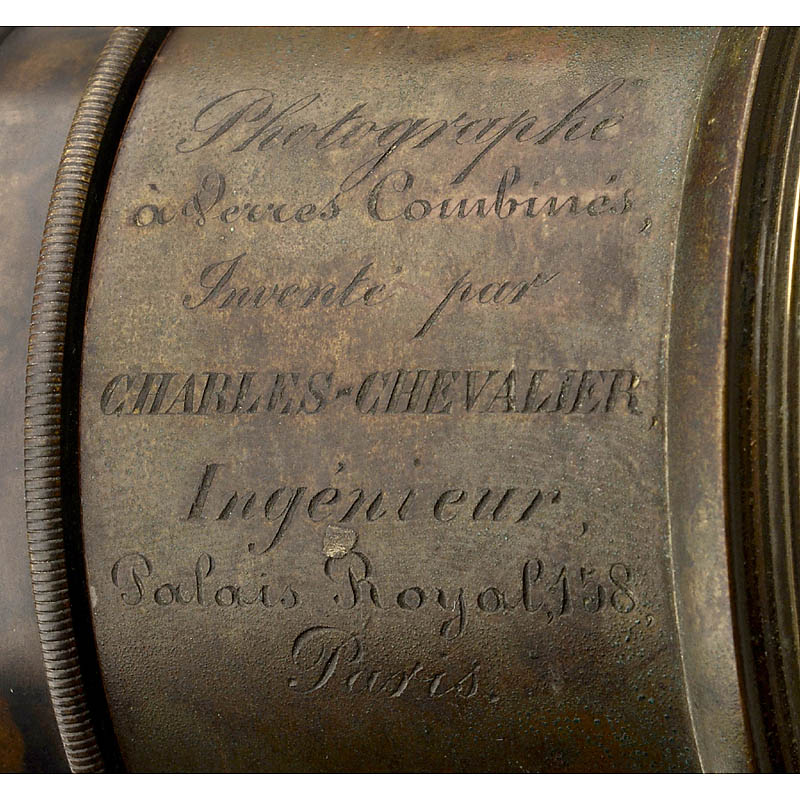 Photographe
à Verres Combinés,
Inventé par
CHARLES-CHEVALIER,
Ingénieur,
Palais Royal, 158,
Paris.